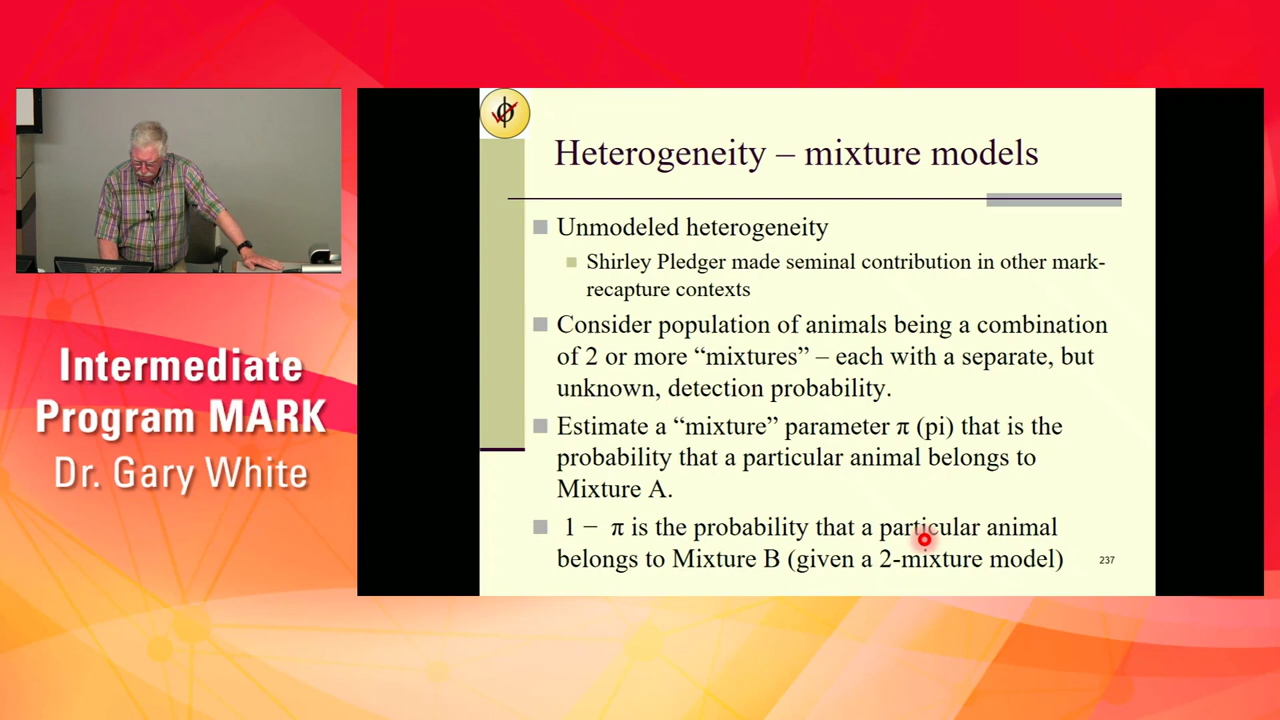 Heterogeneity – mixture models
Unmodeled heterogeneity
Shirley Pledger made seminal contribution in other mark-
recapture contexts
Consider population of animals being a combination
of 2 or more “mixtures” – each with a separate, but
unknown, detection probability.
Estimate a “mixture” parameter π (pi) that is the
probability that a particular animal belongs to
Mixture A.
1 − π is the probability that a particular animal
belongs to Mixture B (given a 2-mixture model)
237
acer
Intermediate
Program MARK
Dr. Gary White